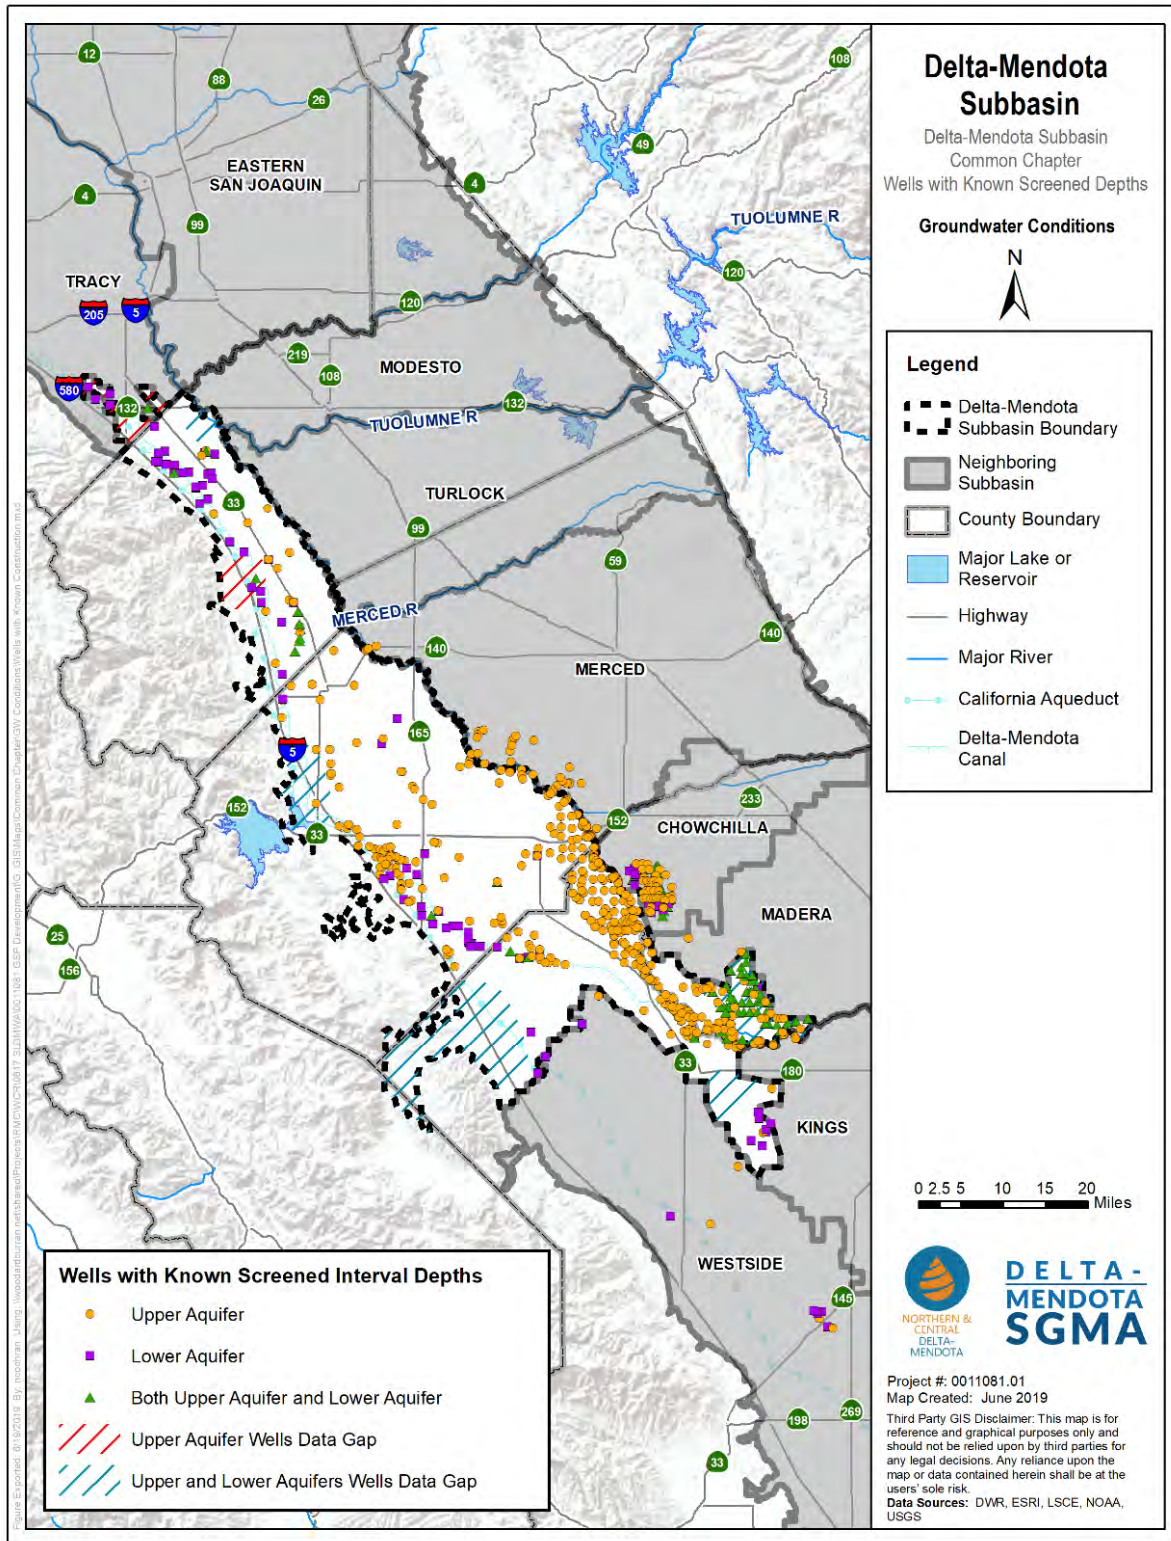 Delta-Mendota
Subbasin
Delta-Mendota Subbasin
Common Chapter
Wells with Known Screened Depths
Groundwater Conditions
N
Legend
Delta-Mendota
Subbasin Boundary
Neighboring
Subbasin
County Boundary
Major Lake or
Reservoir
Highway
Major River
California Aqueduct
Delta-Mendota
Canal
12
88
26
108
49
EASTERN
SAN JOAQUIN
4
4
99
TUOLUMNE R
120
TRACY
205
5
120
219
108
MODESTO
580
132
132
TUOLUMNE R
TURLOCK
33
99
59
MERCED R
140
140
MERCED
165
5
152
33
152
233
CHOWCHILLA
MADERA
25
156
33
180
KINGS
WESTSIDE
145
198
269
33
0 2.5 5 10 15 20
Miles
Wells with Known Screened Interval Depths
Upper Aquifer
Lower Aquifer
Both Upper Aquifer and Lower Aquifer
Upper Aquifer Wells Data Gap
Upper and Lower Aquifers Wells Data Gap
NORTHERN &
CENTRAL
DELTA-
MENDOTA
DELTA-
MENDOTA
SGMA
Project #: 0011081.01
Map Created: June 2019
Third Party GIS Disclaimer: This map is for
reference and graphical purposes only and
should not be relied upon by third parties for
any legal decisions. Any reliance upon the
map or data contained herein shall be at the
users' sole risk.
Data Sources: DWR, ESRI, LSCE, NOAA,
USGS